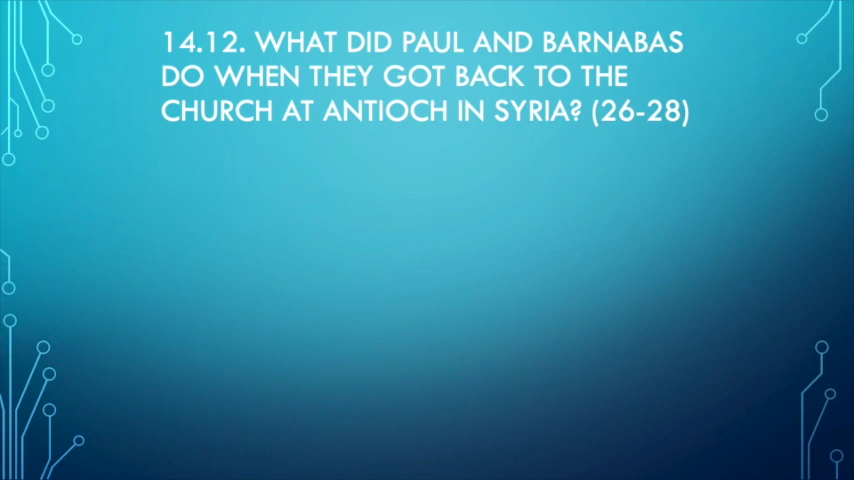 14.12. WHAT DID PAUL AND BARNABAS
DO WHEN THEY GOT BACK TO THE
CHURCH AT ANTIOCH IN SYRIA? (26-28)